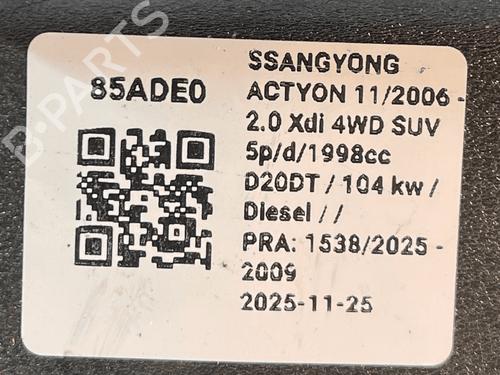 85ADE0
SSANGYONG
ACTYON 11/2006 -
2.0 Xdi 4WD SUV
5p/d/1998cc
D20DT / 104 kw /
Diesel / /
PRA: 1538/2025 -
2009
2025-11-25
B-PARTS